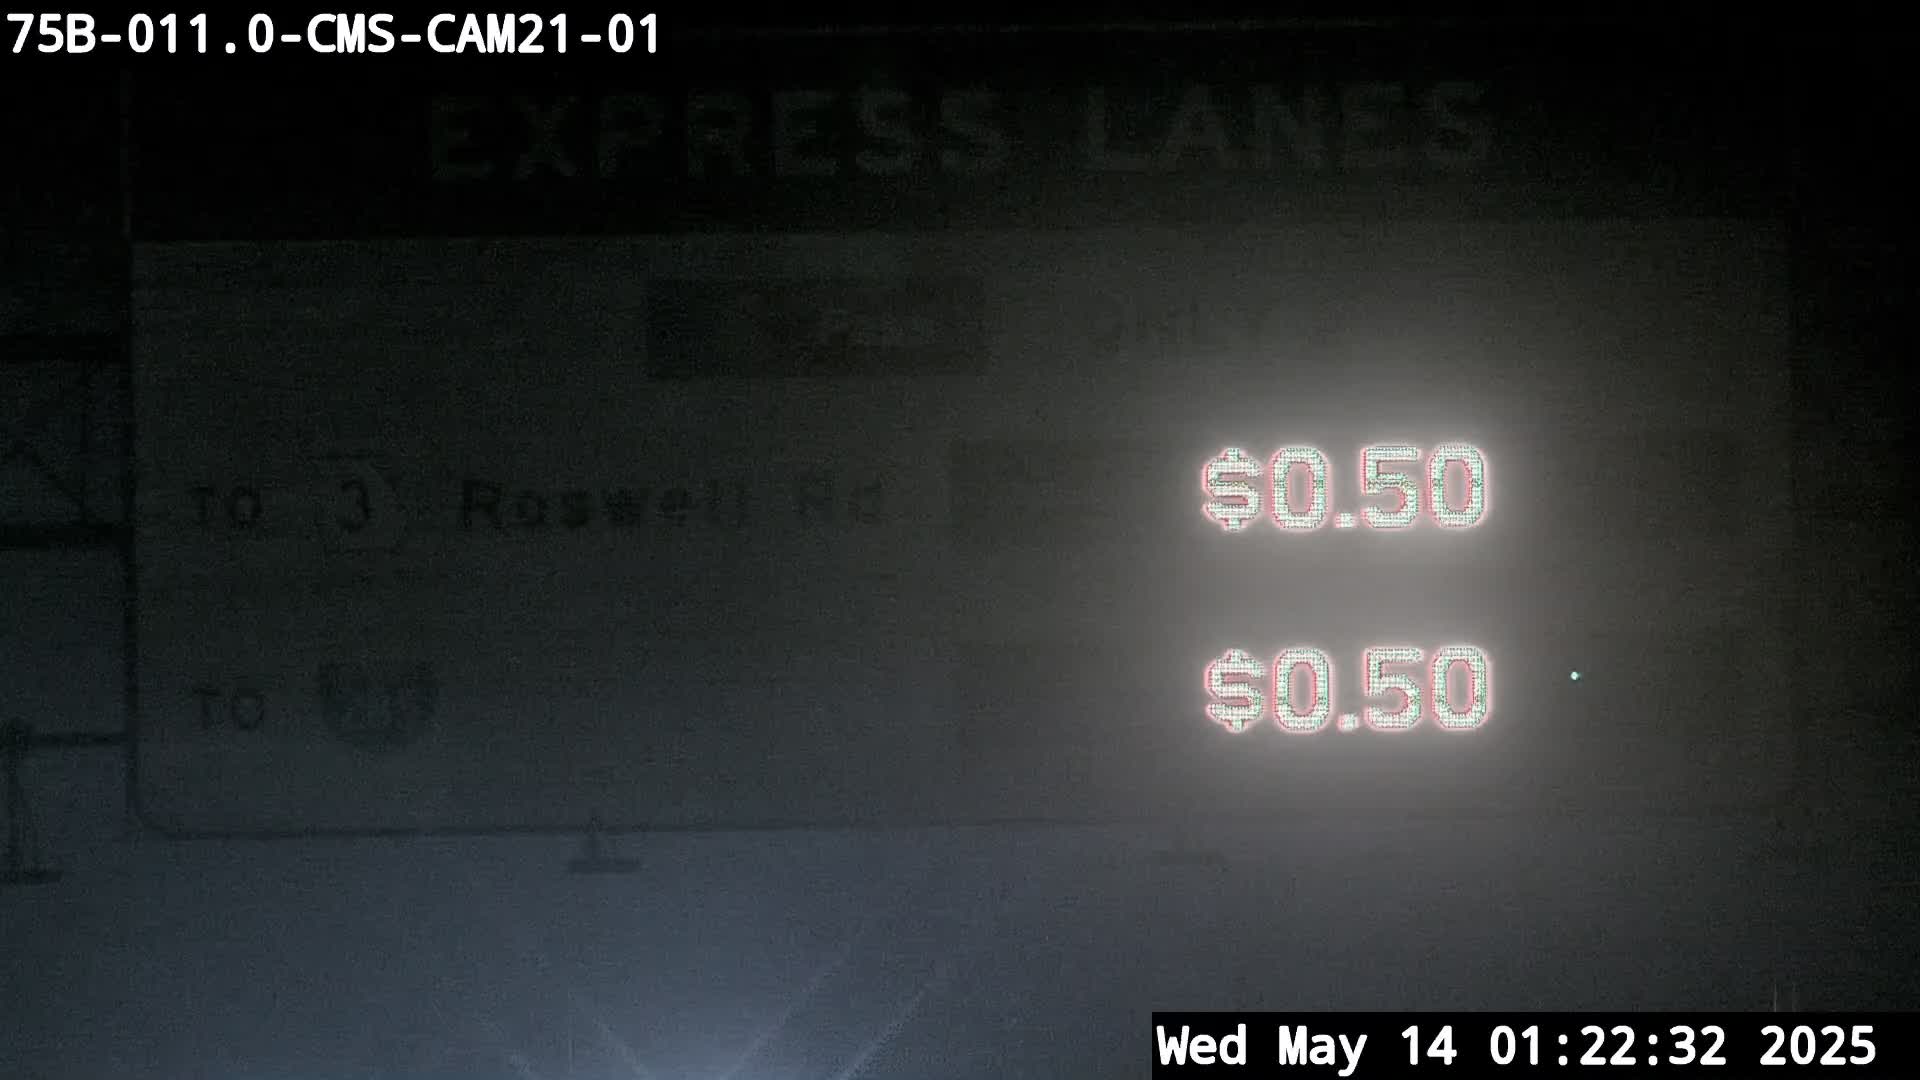 75B-011.0-CMS-CAM21-01
EXPRESS LANES
ONLY
TO 3 Roswell Rd $0.50
TO $0.50
Wed May 14 01:22:32 2025